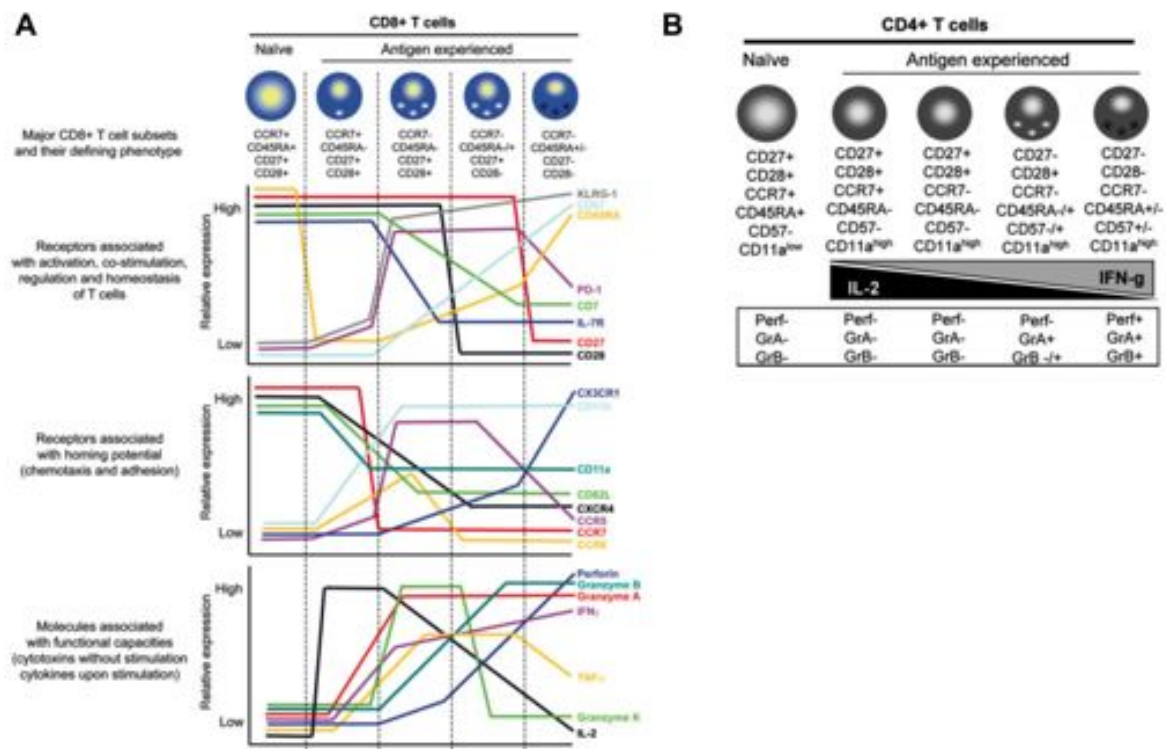 A
CD8+ T cells
Naïve
Antigen experienced
Major CD8+ T cell subsets
and their defining phenotype
CCR7+
CD45RA+
CD27+
CD28+
CCR7+
CD45RA-
CD27+
CD28+
CCR7-
CD45RA-
CD27+
CD28+
CCR7-
CD45RA-/+
CD27+
CD28-
CCR7-
CD45RA+/-
CD27-
CD28-
Receptors associated
with activation, co-stimulation,
regulation and homeostasis
of T cells
Relative expression
High
Low
KLRG-1
CD57
CD45RA
PD-1
CD7
IL-7R
CD27
CD28
Receptors associated
with homing potential
(chemotaxis and adhesion)
Relative expression
High
Low
CX3CR1
CD11a
CD62L
CXCR4
CCR5
CCR7
Molecules associated
with functional capacities
(cytotoxins without stimulation
cytokines upon stimulation)
Relative expression
High
Low
Perforin
Granzyme B
Granzyme A
IFNγ
TNFα
Granzyme K
IL-2
B
CD4+ T cells
Naïve
Antigen experienced
CD27+
CD28+
CCR7+
CD45RA+
CD57-
CD11alow
CD27+
CD28+
CCR7+
CD45RA-
CD57-
CD11ahigh
CD27+
CD28+
CCR7-
CD45RA-
CD57-
CD11ahigh
CD27-
CD28+
CCR7-
CD45RA-/+
CD57-/+
CD11ahigh
CD27-
CD28-
CCR7-
CD45RA+/-
CD57+/-
CD11ahigh
IL-2
IFN-g
Perf-
GrA-
GrB-
Perf-
GrA-
GrB-
Perf-
GrA-
GrB-
Perf-
GrA+
GrB -/+
Perf+
GrA+
GrB+